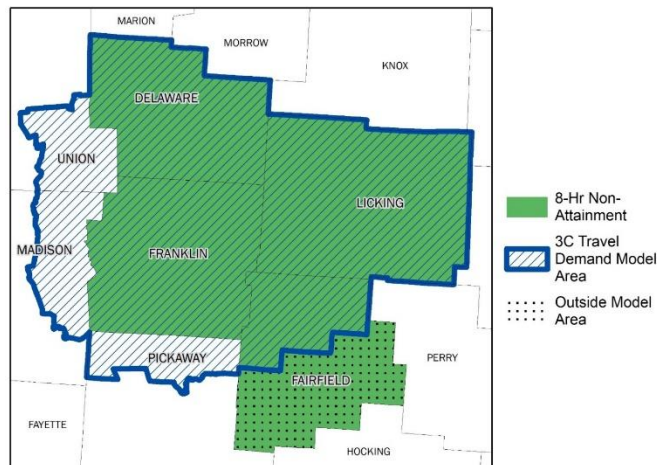 MARION
MORROW
KNOX
DELAWARE
UNION
LICKING
MADISON
FRANKLIN
PICKAWAY
PERRY
FAIRFIELD
FAYETTE
HOCKING
8-Hr Non-
Attainment
3C Travel
Demand Model
Area
Outside Model
Area